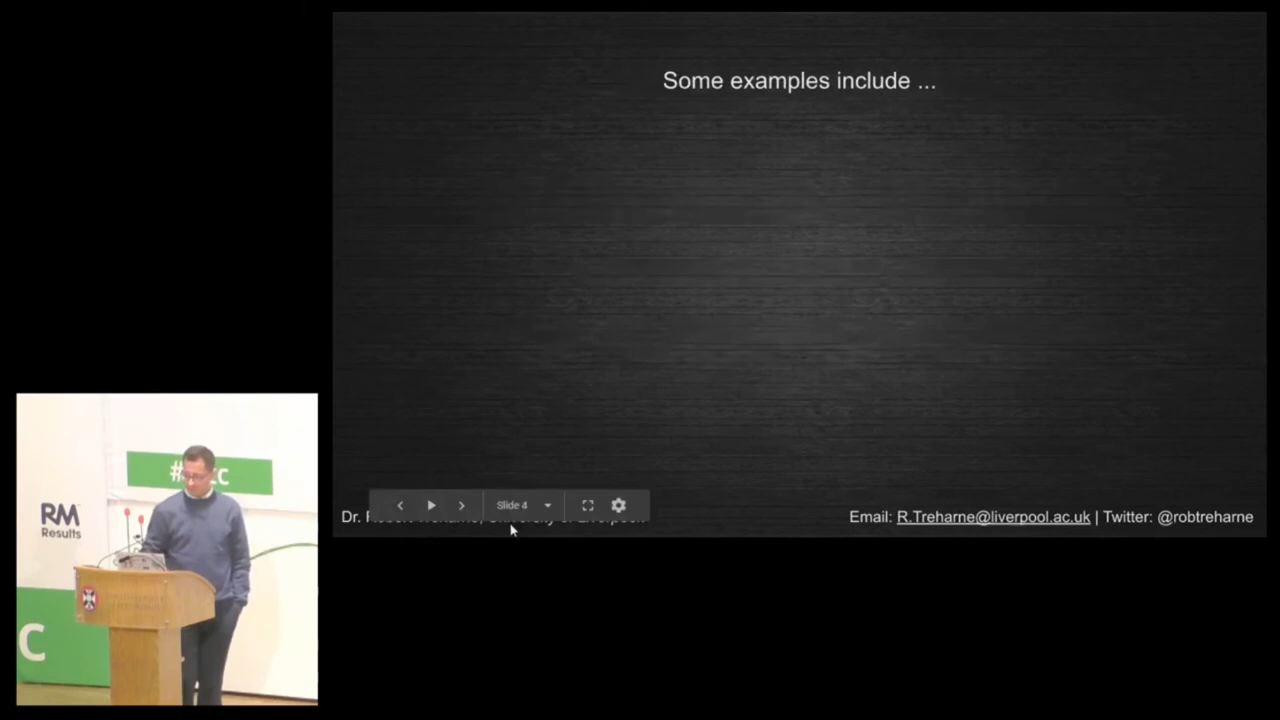 Some examples include ...
Slide 4
Dr.
Email: R.Treharne@liverpool.ac.uk | Twitter: @robtreharne
RM
Results
C